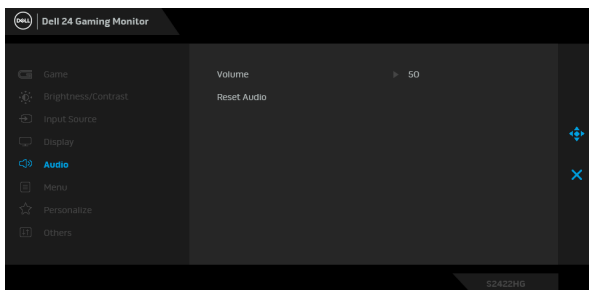 DELL Dell 24 Gaming Monitor
Game
Brightness/Contrast
Input Source
Display
Audio
Menu
Personalize
Others
Volume 50
Reset Audio
S2422HG